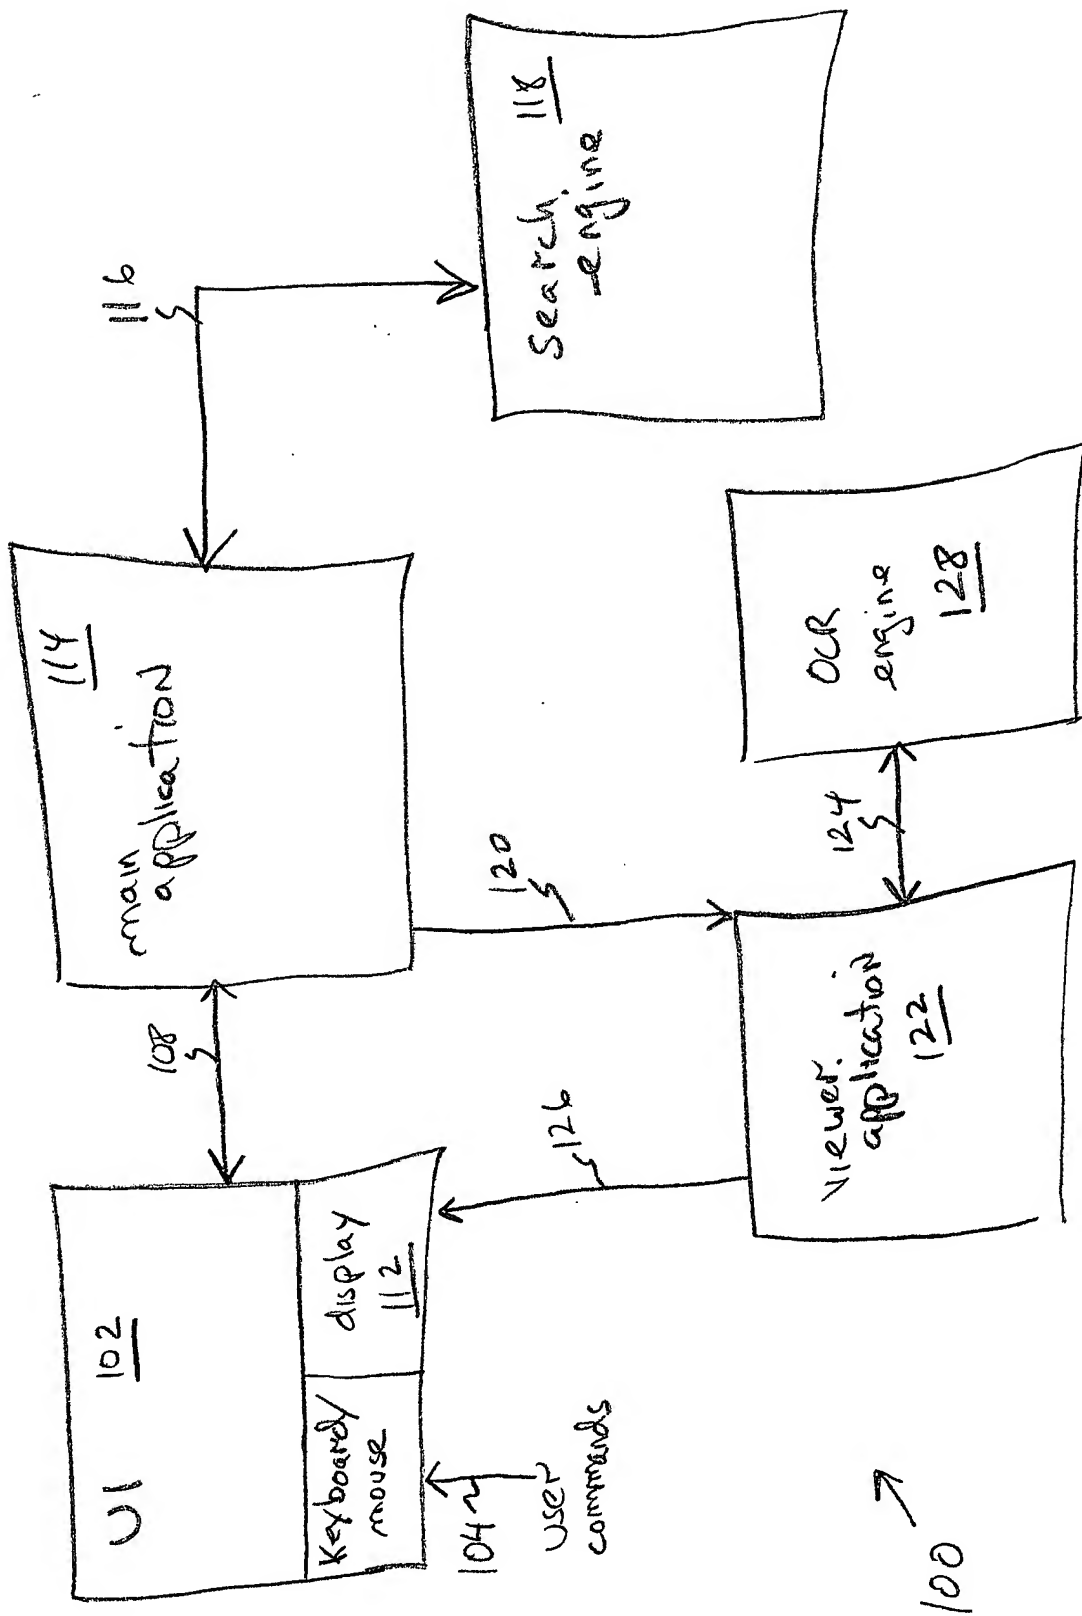 UI 102
Keyboard/
mouse
display
112
104
User
commands
108
main 114
application
116
Search 118
engine
120
126
Viewer
application
122
124
OCR
engine
128
100